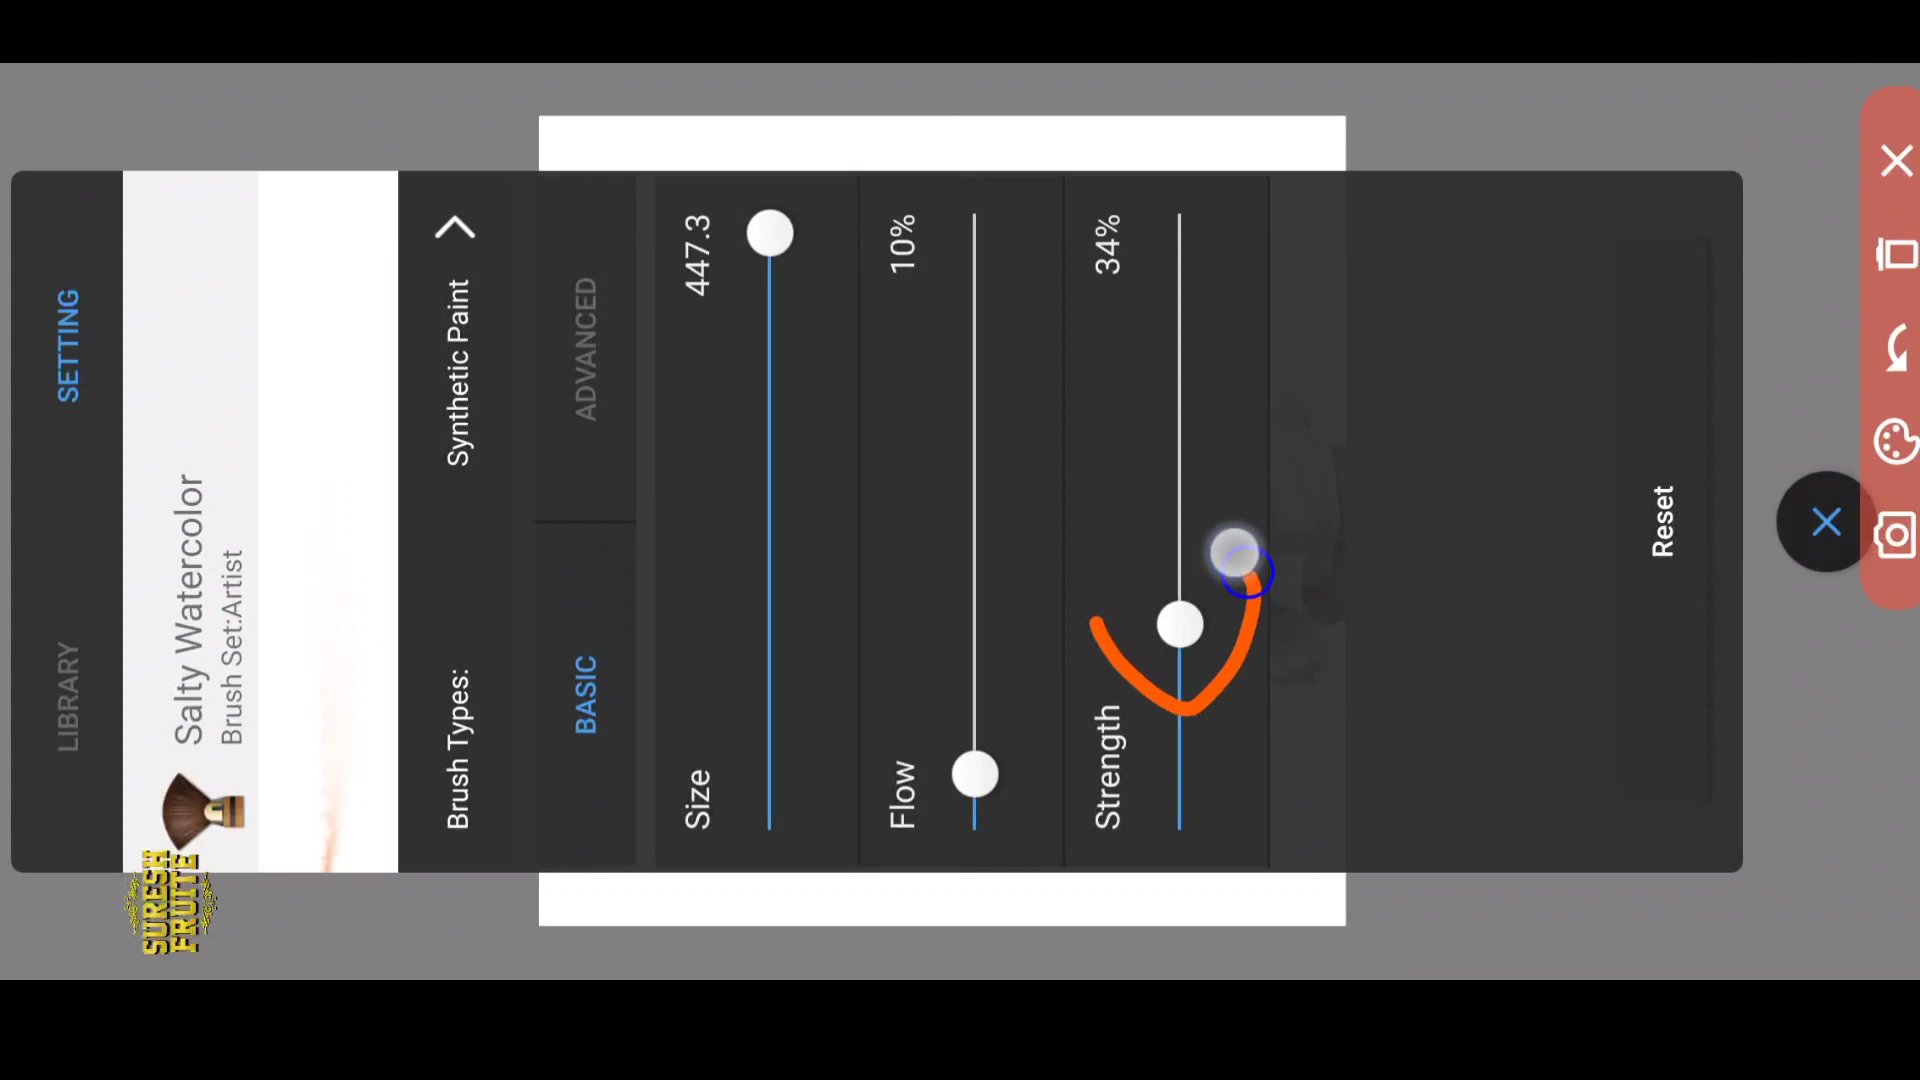 LIBRARY
SETTING
Salty Watercolor
Brush Set:Artist
Brush Types:
Synthetic Paint
BASIC
ADVANCED
Size
447.3
Flow
10%
Strength
34%
Reset
SURESH
FRUITE